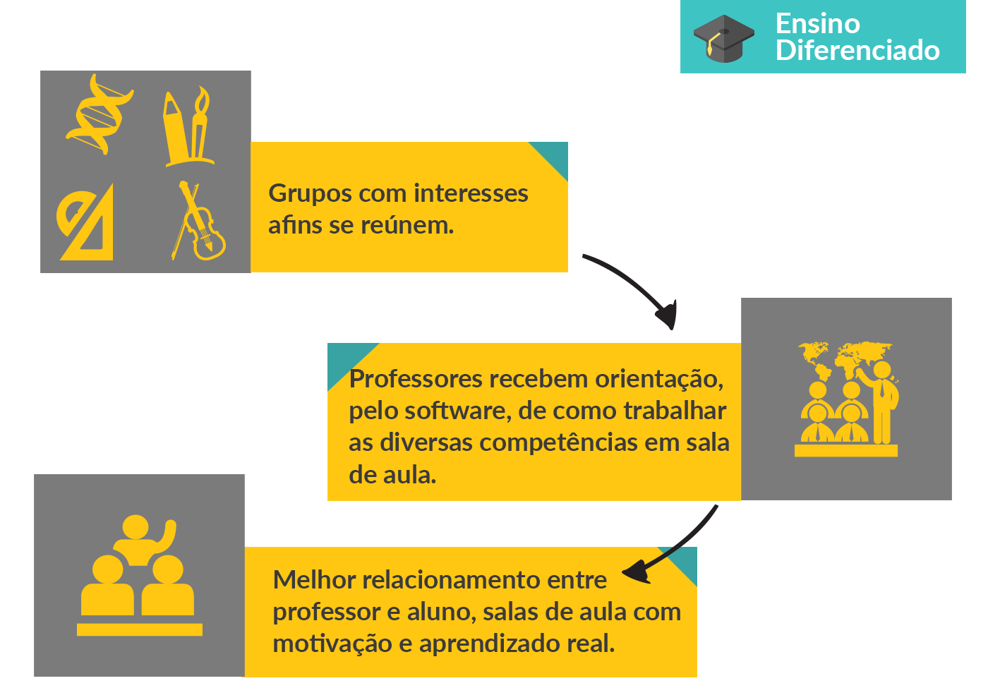 Ensino
Diferenciado
Grupos com interesses
afins se reúnem.
Professores recebem orientação,
pelo software, de como trabalhar
as diversas competências em sala
de aula.
Melhor relacionamento entre
professor e aluno, salas de aula com
motivação e aprendizado real.